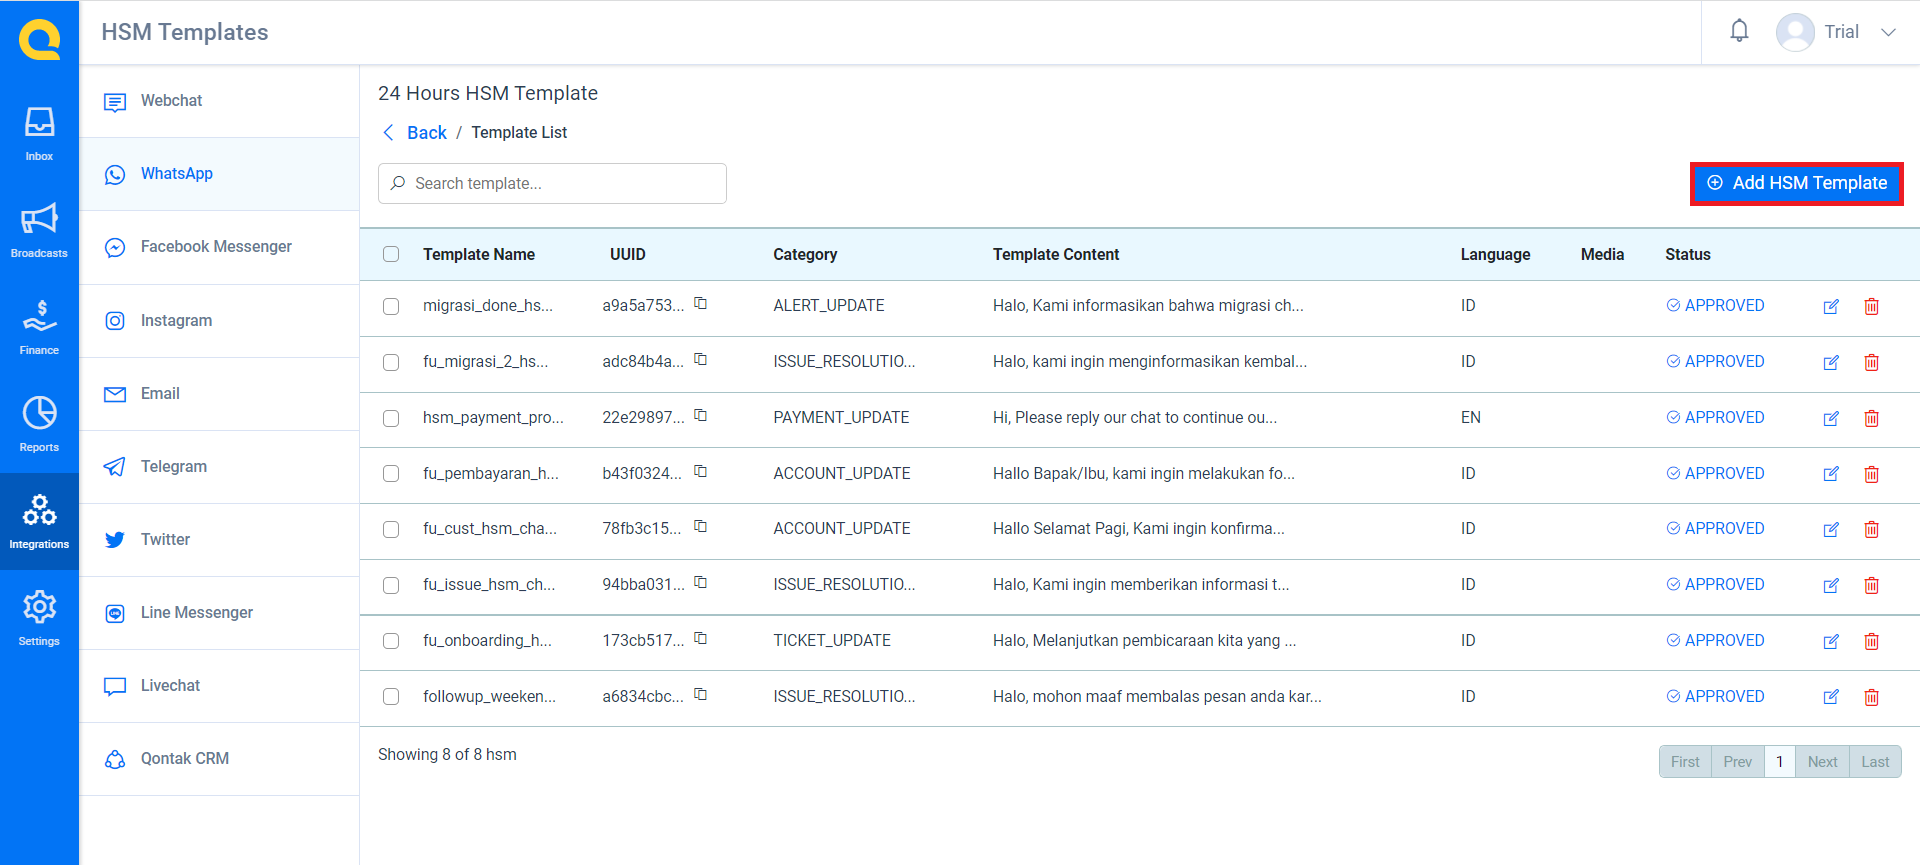 HSM Templates
Trial
Inbox
Broadcasts
Finance
Reports
Integrations
Settings
Webchat
WhatsApp
Facebook Messenger
Instagram
Email
Telegram
Twitter
Line Messenger
Livechat
Qontak CRM
24 Hours HSM Template
Back / Template List
Search template...
Add HSM Template
Template Name UUID Category Template Content Language Media Status
migrasi_done_hs... a9a5a753... ALERT_UPDATE Halo, Kami informasikan bahwa migrasi ch... ID APPROVED
fu_migrasi_2_hs... adc84b4a... ISSUE_RESOLUTIO... Halo, kami ingin menginformasikan kembal... ID APPROVED
hsm_payment_pro... 22e29897... PAYMENT_UPDATE Hi, Please reply our chat to continue ou... EN APPROVED
fu_pembayaran_h... b43f0324... ACCOUNT_UPDATE Hallo Bapak/Ibu, kami ingin melakukan fo... ID APPROVED
fu_cust_hsm_cha... 78fb3c15... ACCOUNT_UPDATE Hallo Selamat Pagi, Kami ingin konfirma... ID APPROVED
fu_issue_hsm_ch... 94bba031... ISSUE_RESOLUTIO... Halo, Kami ingin memberikan informasi t... ID APPROVED
fu_onboarding_h... 173cb517... TICKET_UPDATE Halo, Melanjutkan pembicaraan kita yang ... ID APPROVED
followup_weeken... a6834cbc... ISSUE_RESOLUTIO... Halo, mohon maaf membalas pesan anda kar... ID APPROVED
Showing 8 of 8 hsm
First Prev 1 Next Last